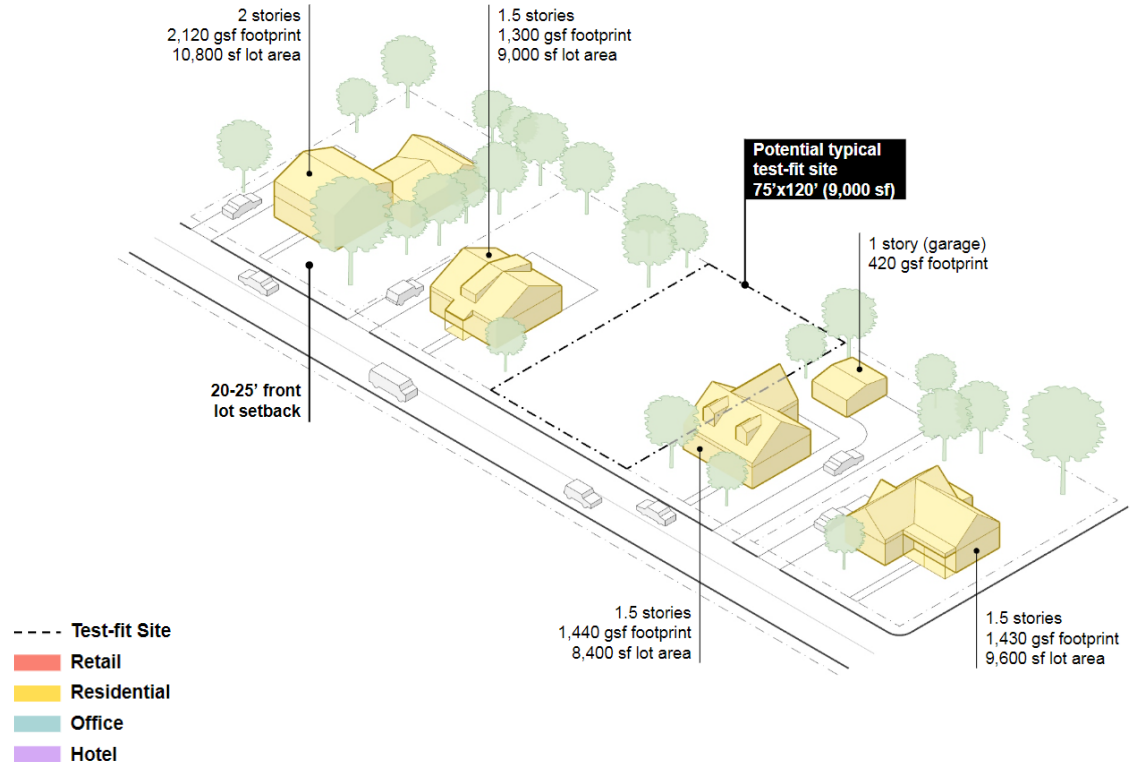 2 stories
2,120 gsf footprint
10,800 sf lot area
1.5 stories
1,300 gsf footprint
9,000 sf lot area
Potential typical
test-fit site
75'x120' (9,000 sf)
1 story (garage)
420 gsf footprint
20-25' front
lot setback
1.5 stories
1,440 gsf footprint
8,400 sf lot area
1.5 stories
1,430 gsf footprint
9,600 sf lot area
Test-fit Site
Retail
Residential
Office
Hotel